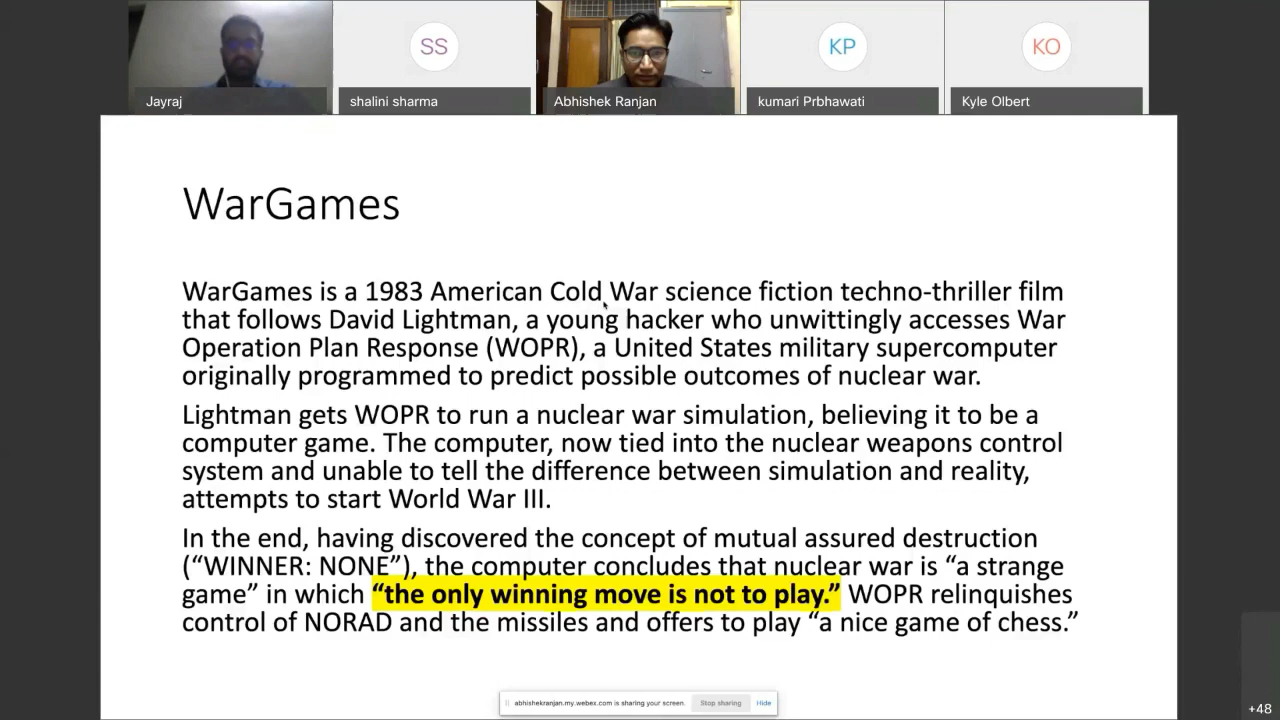 SS
KP
KO
Jayraj
shalini sharma
Abhishek Ranjan
kumari Prbhawati
Kyle Olbert
WarGames
WarGames is a 1983 American Cold War science fiction techno-thriller film
that follows David Lightman, a young hacker who unwittingly accesses War
Operation Plan Response (WOPR), a United States military supercomputer
originally programmed to predict possible outcomes of nuclear war.
Lightman gets WOPR to run a nuclear war simulation, believing it to be a
computer game. The computer, now tied into the nuclear weapons control
system and unable to tell the difference between simulation and reality,
attempts to start World War III.
In the end, having discovered the concept of mutual assured destruction
(“WINNER: NONE”), the computer concludes that nuclear war is “a strange
game” in which “the only winning move is not to play.” WOPR relinquishes
control of NORAD and the missiles and offers to play “a nice game of chess.”
abhishekranjan.my.webex.com is sharing your screen.
Stop sharing
Hide
+48